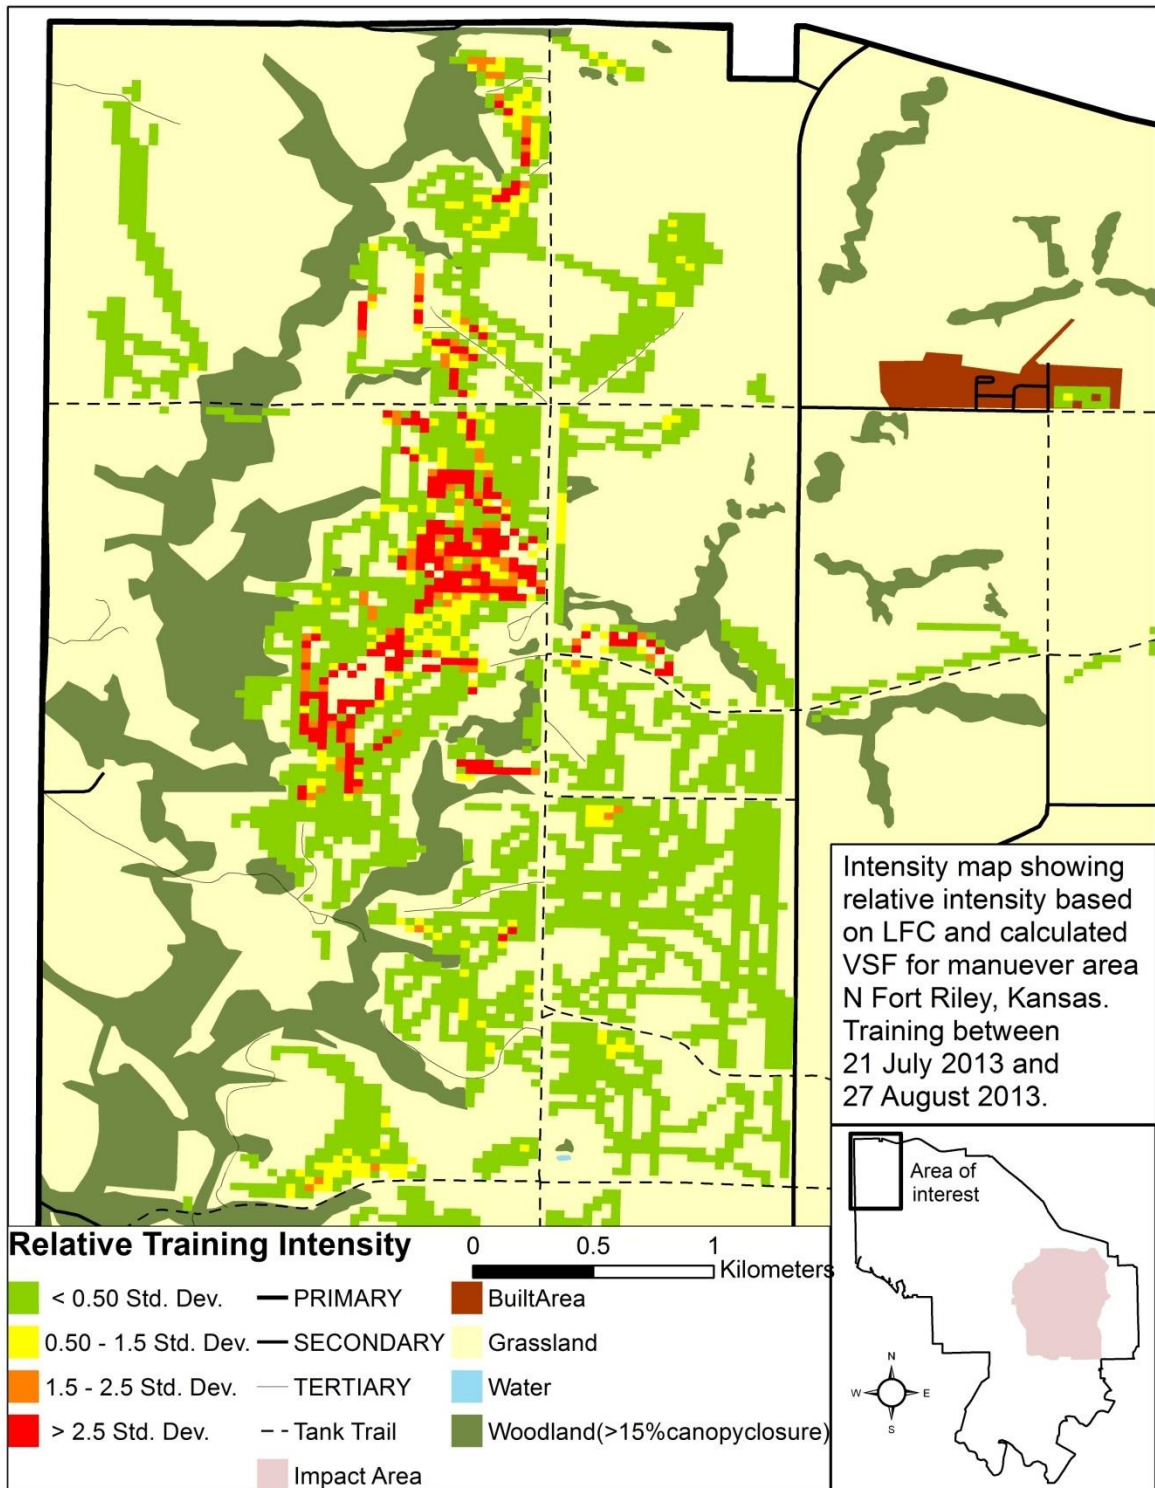 Intensity map showing
relative intensity based
on LFC and calculated
VSF for manuever area
N Fort Riley, Kansas.
Training between
21 July 2013 and
27 August 2013.
Area of
interest
N
W
E
S
Relative Training Intensity
< 0.50 Std. Dev.
0.50 - 1.5 Std. Dev.
1.5 - 2.5 Std. Dev.
> 2.5 Std. Dev.
PRIMARY
SECONDARY
TERTIARY
Tank Trail
Impact Area
0 0.5 1
Kilometers
BuiltArea
Grassland
Water
Woodland(>15%canopyclosure)